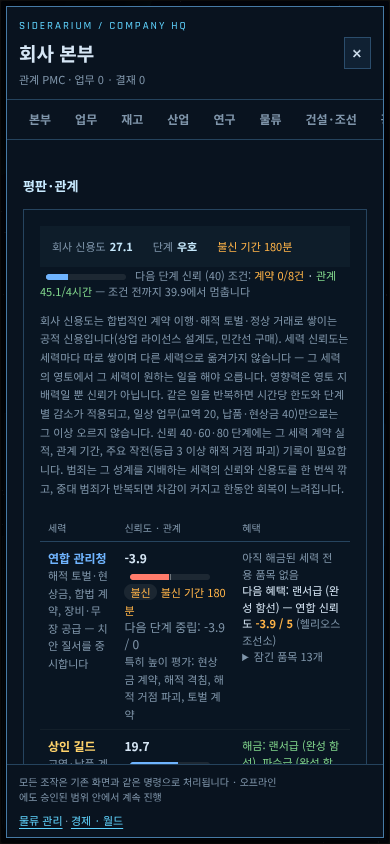 SIDERARIUM / COMPANY HQ
회사 본부
×
관계 PMC · 업무 0 · 결재 0
본부 업무 재고 산업 연구 물류 건설·조선
평판·관계
회사 신용도 27.1 단계 우호 불신 기간 180분
다음 단계 신뢰 (40) 조건: 계약 0/8건 · 관계
45.1/4시간 — 조건 전까지 39.9에서 멈춥니다
회사 신용도는 합법적인 계약 이행·해적 토벌·정상 거래로 쌓이는
공적 신용입니다(상업 라이선스 설계도, 민간선 구매). 세력 신뢰도는
세력마다 따로 쌓이며 다른 세력으로 옮겨가지 않습니다 — 그 세력
의 영토에서 그 세력이 원하는 일을 해야 오릅니다. 영향력은 영토 지
배력일 뿐 신뢰가 아닙니다. 같은 일을 반복하면 시간당 한도와 단계
별 감소가 적용되고, 일상 업무(교역 20, 납품·현상금 40)만으로는
그 이상 오르지 않습니다. 신뢰 40·60·80 단계에는 그 세력 계약 실
적, 관계 기간, 주요 작전(등급 3 이상 해적 거점 파괴) 기록이 필요합
니다. 범죄는 그 성계를 지배하는 세력의 신뢰와 신용도를 한 번씩 깎
고, 중대 범죄가 반복되면 차감이 커지고 한동안 회복이 느려집니다.
세력 신뢰도 · 관계 혜택
연합 관리청
해적 토벌·현
상금, 합법 계
약, 장비·무
장 공급 — 치
안 질서를 중
시합니다
-3.9
불신 불신 기간 180
분
다음 단계 중립: -3.9
/ 0
특히 높이 평가: 현상
금 계약, 해적 격침, 해
적 거점 파괴, 토벌 계
약
아직 해금된 세력 전
용 품목 없음
다음 혜택: 랜서급 (완
성 함선) — 연합 신뢰
도 -3.9 / 5 (헬리오스
조선소)
▶ 잠긴 품목 13개
상인 길드
19.7
해금: 랜서급 (완성 함
모든 조작은 기존 화면과 같은 명령으로 처리됩니다 · 오프라인
에도 승인된 범위 안에서 계속 진행
물류 관리 · 경제 · 월드